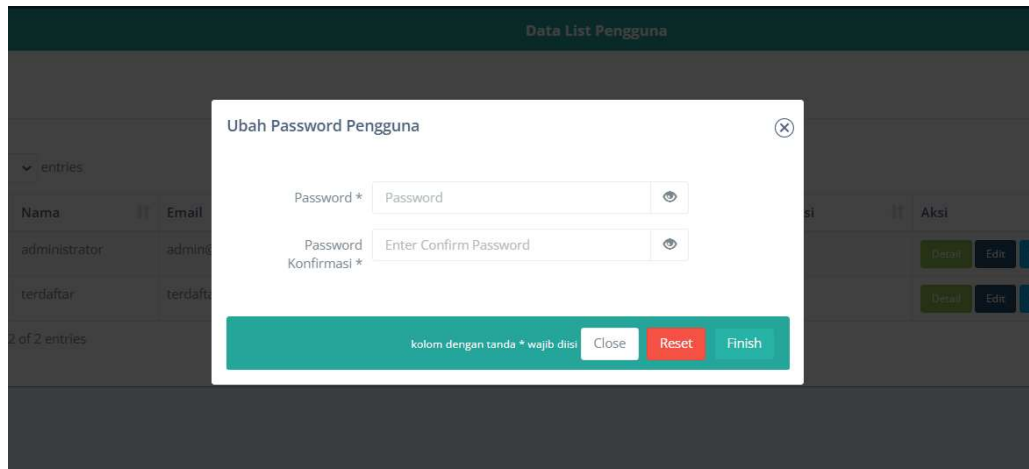 Data List Pengguna
Ubah Password Pengguna
entries
Password * Password
Nama Email Aksi
Password Enter Confirm Password
Konfirmasi *
administrator Detail Edit
terdaftar Detail Edit
2 of 2 entries
kolom dengan tanda * wajib diisi Close Reset Finish